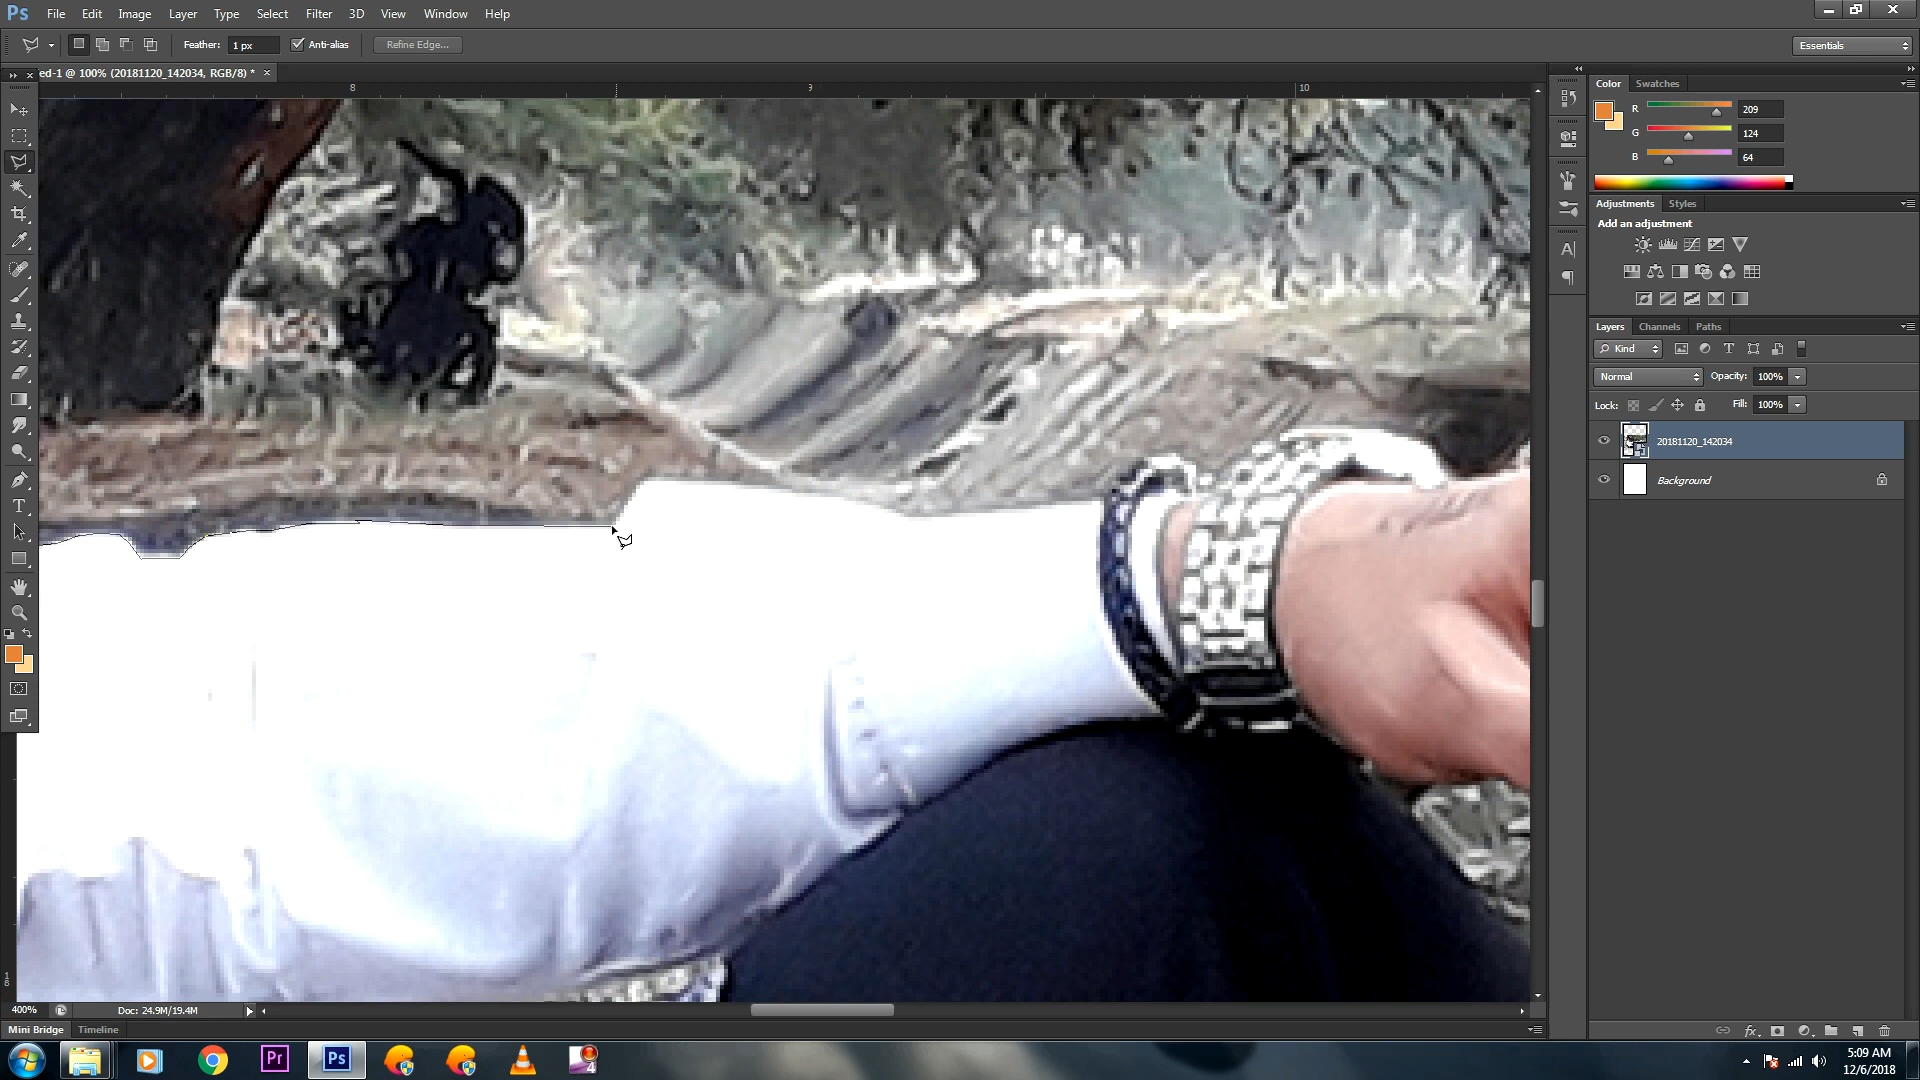 Ps File Edit Image Layer Type Select Filter 3D View Window Help
Feather: 1 px Anti-alias Refine Edge... Essentials
ed-1 @ 100% (20181120_142034, RGB/8) * ×
8 9 10
Color Swatches
R 209
G 124
B 64
Adjustments Styles
Add an adjustment
Layers Channels Paths
Kind
Normal Opacity: 100%
Lock: Fill: 100%
20181120_142034
Background
400% Doc: 24.9M/19.4M
Mini Bridge Timeline
Pr Ps 4
5:09 AM
12/6/2018